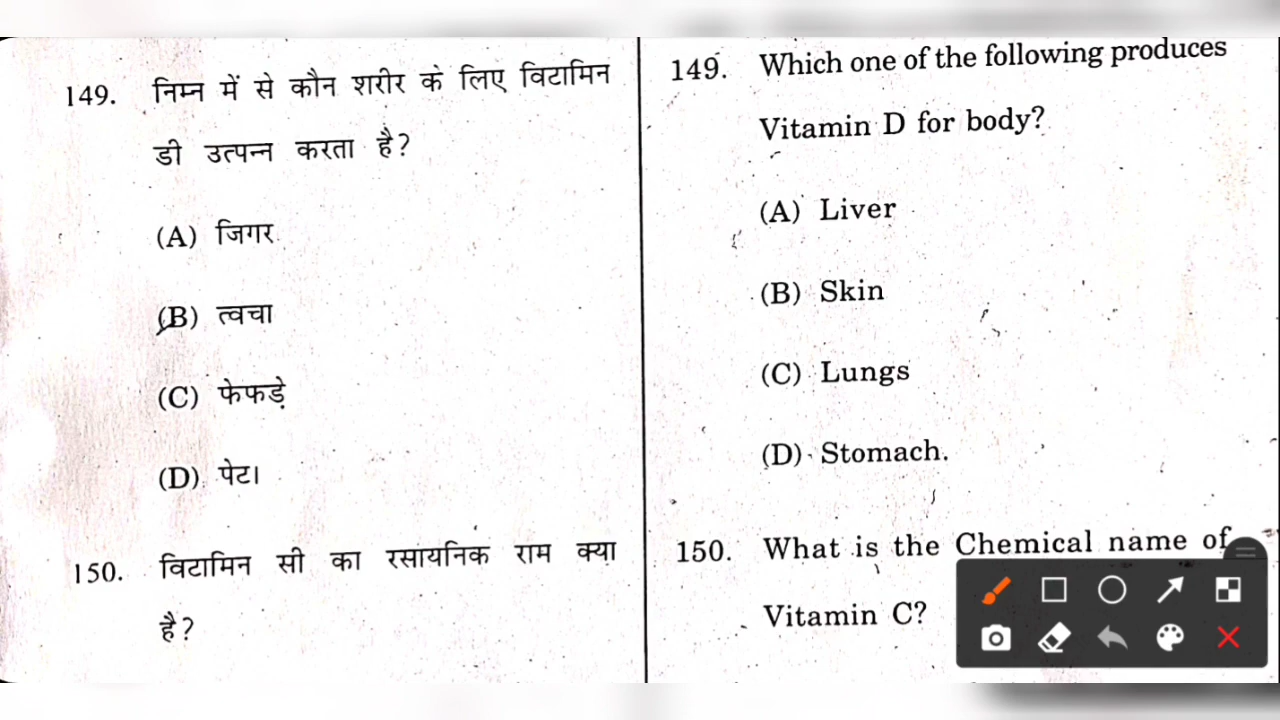 149. निम्न में से कौन शरीर के लिए विटामिन
डी उत्पन्न करता है?
(A) जिगर
(B) त्वचा
(C) फेफड़े
(D) पेट।
150. विटामिन सी का रसायनिक राम क्या
है?
149. Which one of the following produces
Vitamin D for body?
(A) Liver
(B) Skin
(C) Lungs
(D) Stomach.
150. What is the Chemical name of
Vitamin C?